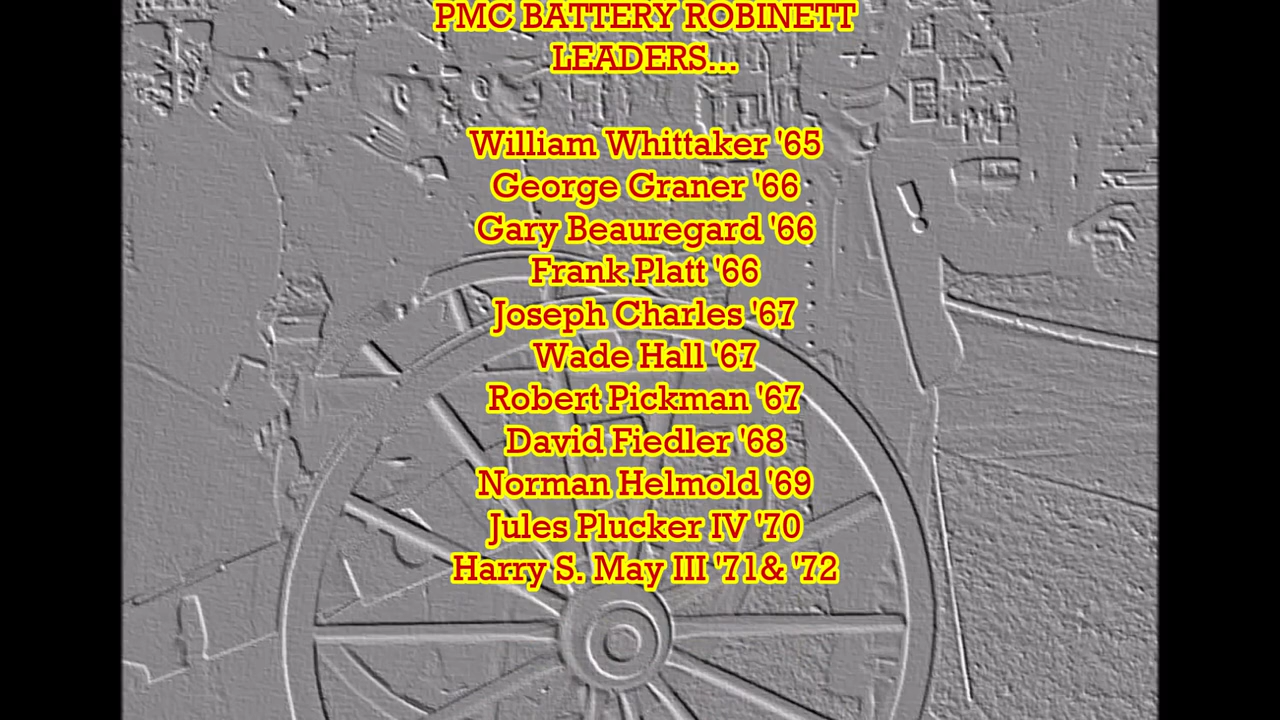 PMC BATTERY ROBINETT
LEADERS...
William Whittaker '65
George Graner '66
Gary Beauregard '66
Frank Platt '66
Joseph Charles '67
Wade Hall '67
Robert Pickman '67
David Fiedler '68
Norman Helmold '69
Jules Plucker IV '70
Harry S. May III '71& '72